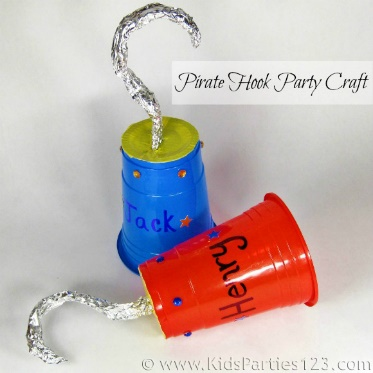 Pirate Hook Party Craft
Jack
Henry
©www.KidsParties123.com